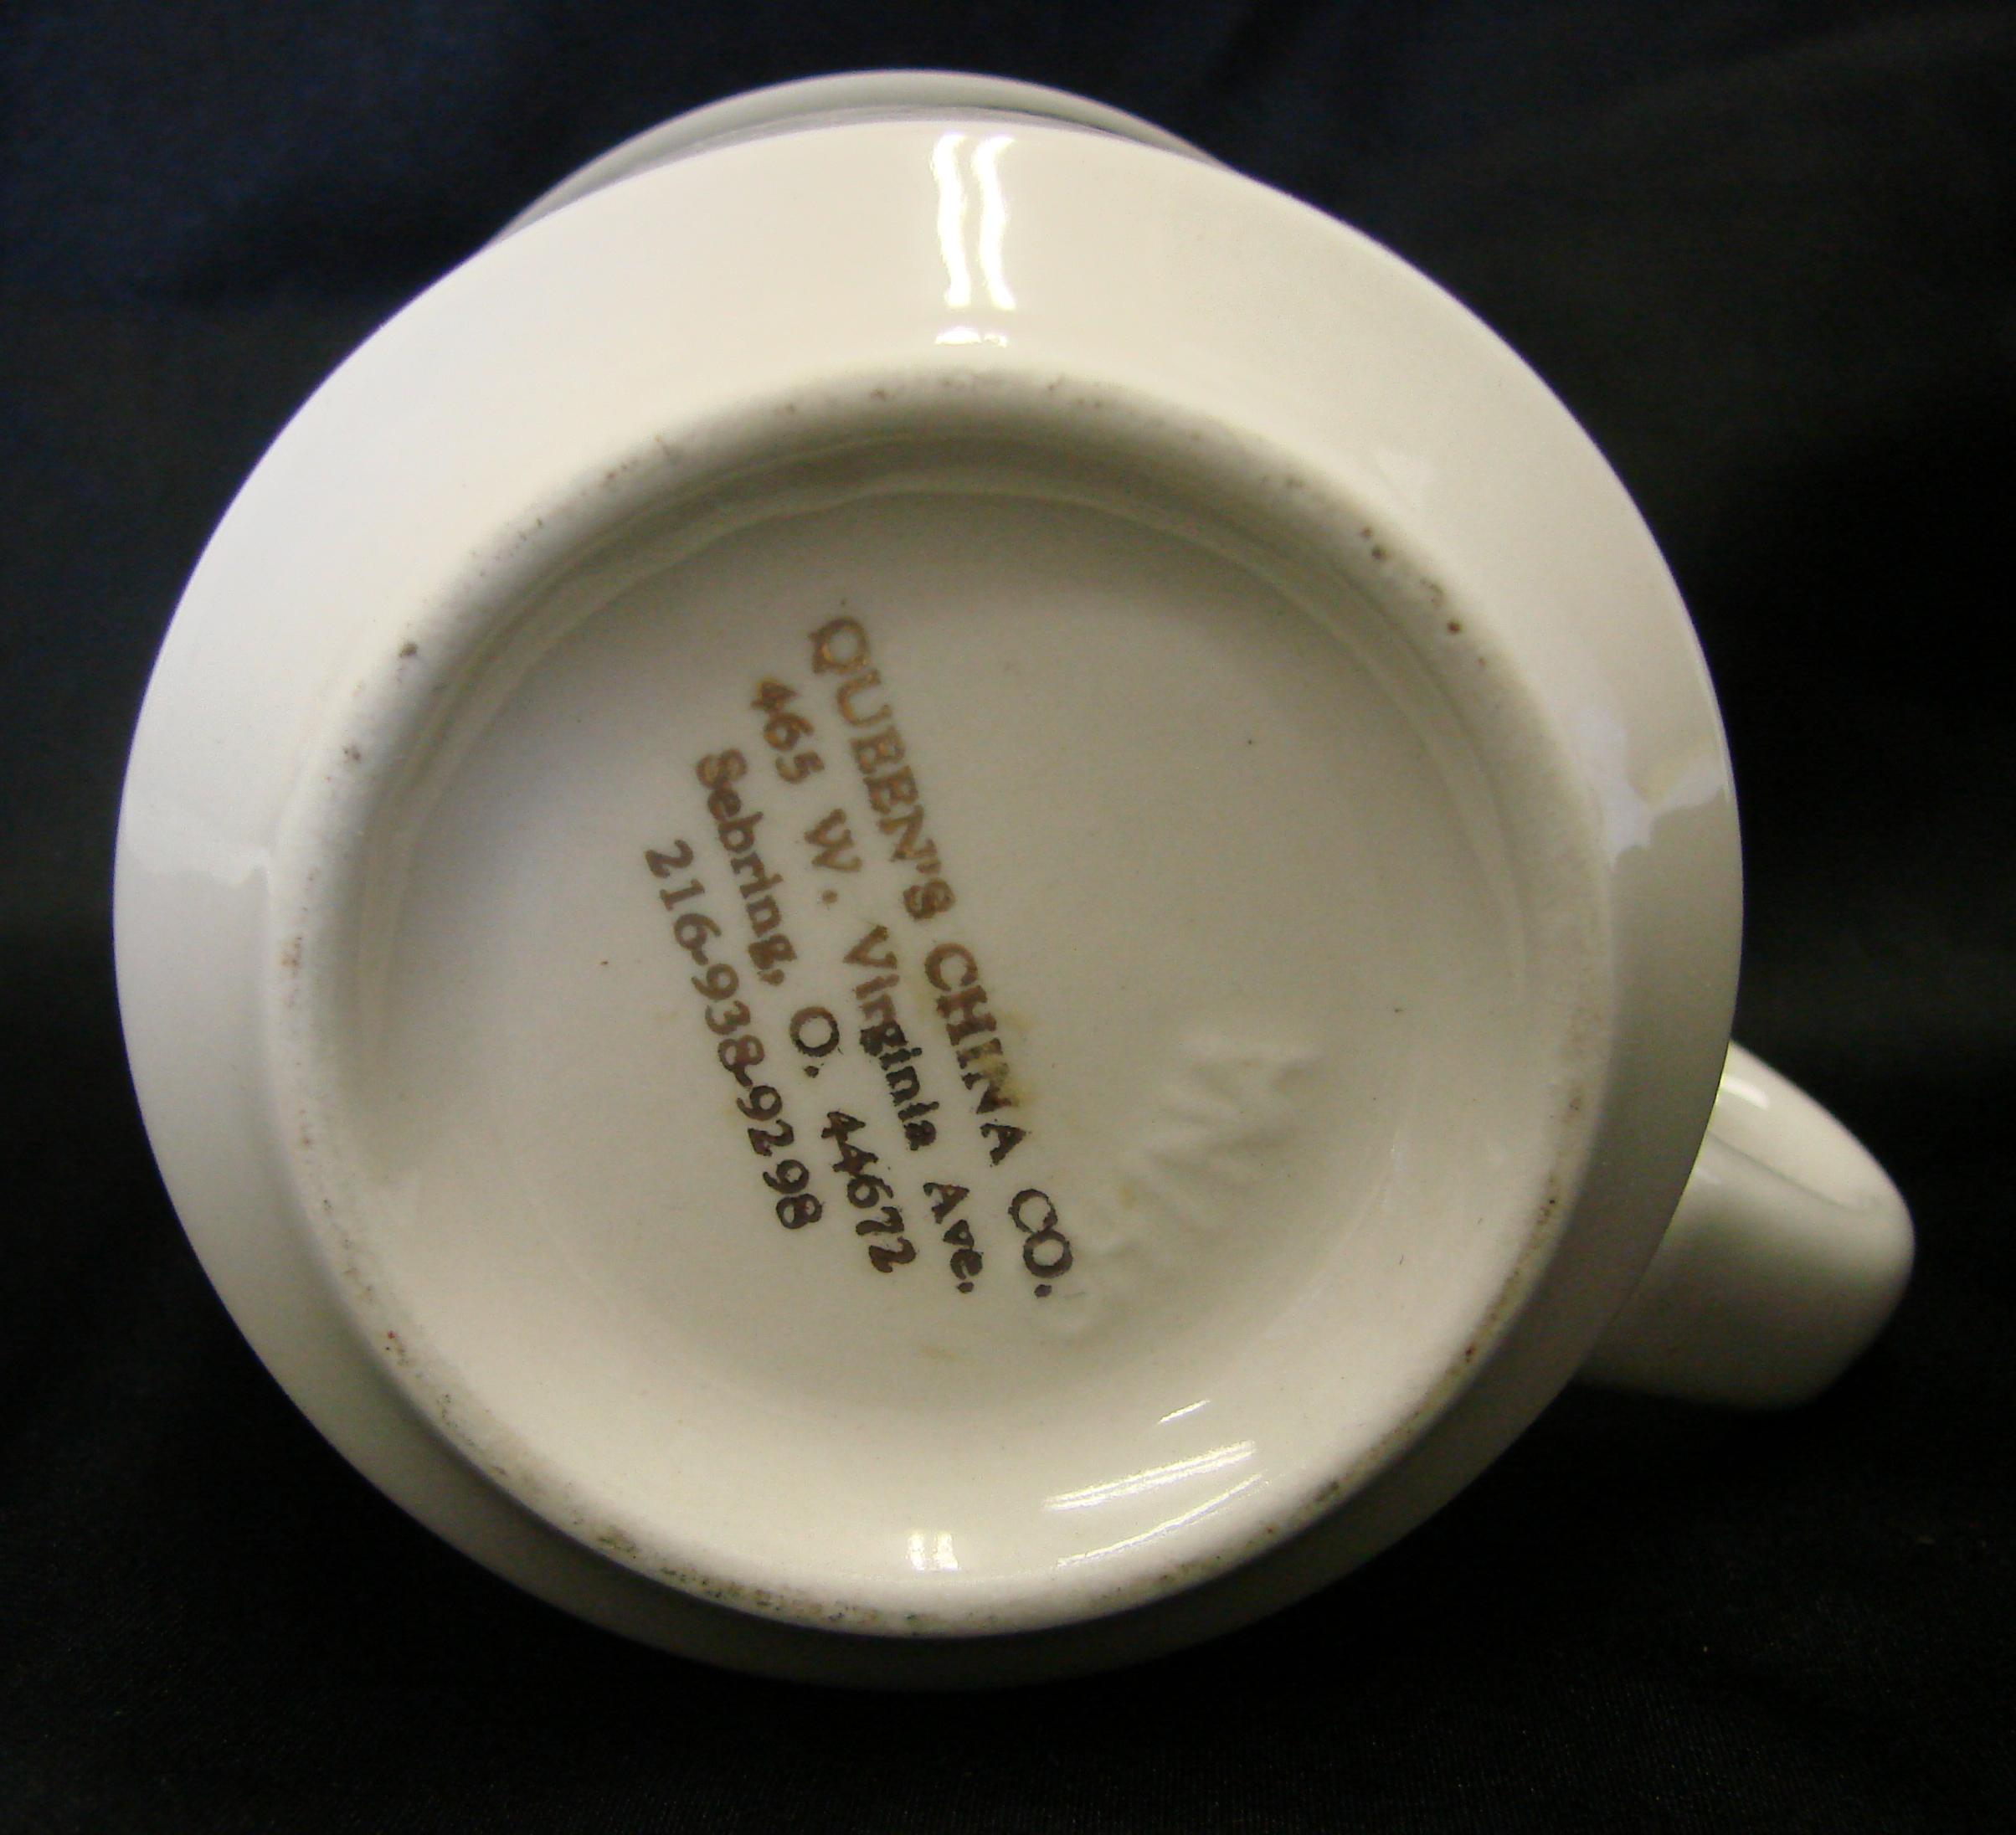 QUEEN'S CHINA CO.
465 W. Virginia Ave.
Sebring, O. 44672
216-938-9298